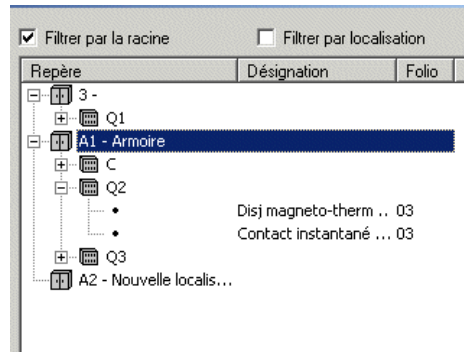 Filtrer par la racine Filtrer par localisation
Repère Désignation Folio
3 -
Q1
A1 - Armoire
C
Q2
Disj magneto-therm .. 03
Contact instantané ... 03
Q3
A2 - Nouvelle localis...